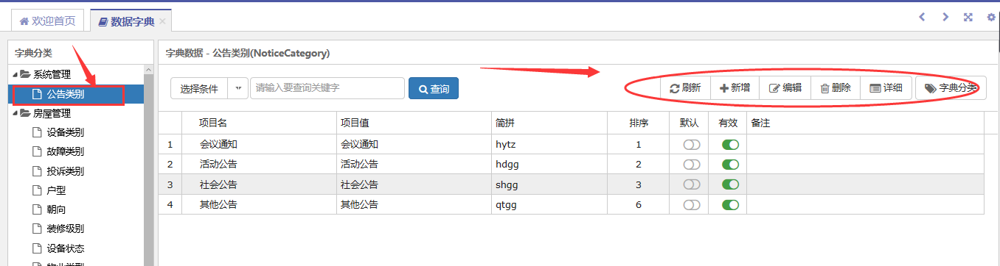 欢迎首页 数据字典
字典分类
系统管理
公告类别
房屋管理
设备类别
故障类别
投诉类别
户型
朝向
装修级别
设备状态
物业类型
字典数据 - 公告类别(NoticeCategory)
选择条件 请输入要查询关键字 查询 刷新 新增 编辑 删除 详细 字典分类
项目名 项目值 简拼 排序 默认 有效 备注
1 会议通知 会议通知 hytz 1
2 活动公告 活动公告 hdgg 2
3 社会公告 社会公告 shgg 3
4 其他公告 其他公告 qtgg 6